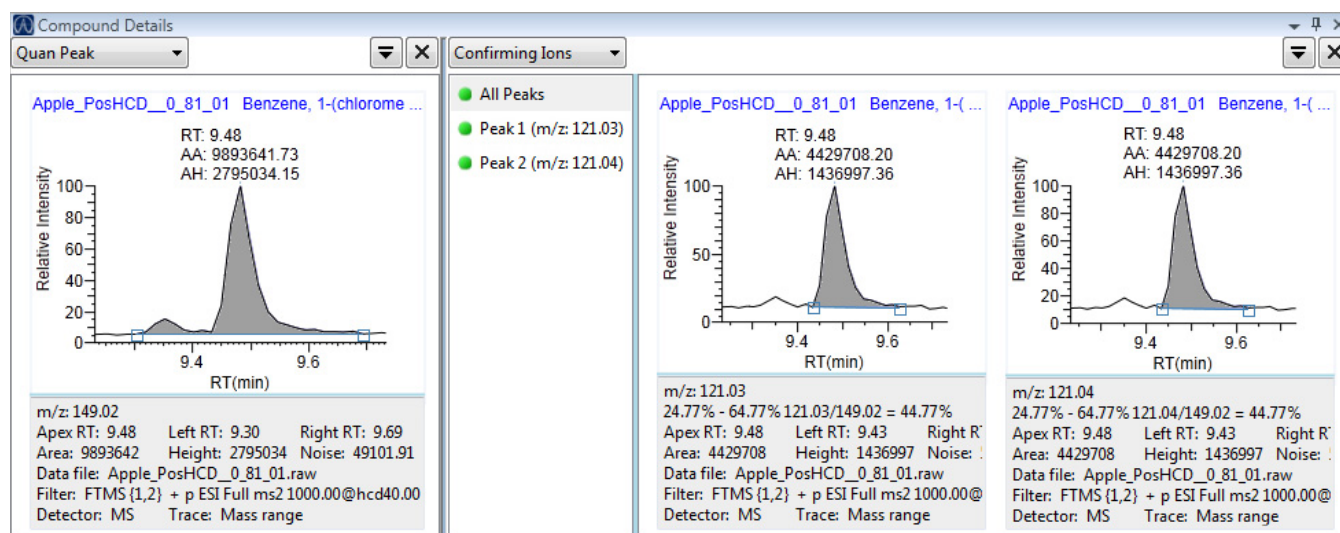 Compound Details
Quan Peak
Confirming Ions
Apple_PosHCD__0_81_01 Benzene, 1-(chlorome ...
RT: 9.48
AA: 9893641.73
AH: 2795034.15
Relative Intensity
100
80
60
40
20
0
9.4
9.6
RT(min)
m/z: 149.02
Apex RT: 9.48 Left RT: 9.30 Right RT: 9.69
Area: 9893642 Height: 2795034 Noise: 49101.91
Data file: Apple_PosHCD_0_81_01.raw
Filter: FTMS {1,2} + p ESI Full ms2 1000.00@hcd40.00
Detector: MS Trace: Mass range
All Peaks
Peak 1 (m/z: 121.03)
Peak 2 (m/z: 121.04)
Apple_PosHCD__0_81_01 Benzene, 1-( ...
RT: 9.48
AA: 4429708.20
AH: 1436997.36
Relative Intensity
100
50
0
9.4
9.6
RT(min)
m/z: 121.03
24.77% - 64.77% 121.03/149.02 = 44.77%
Apex RT: 9.48 Left RT: 9.43 Right R
Area: 4429708 Height: 1436997 Noise:
Data file: Apple_PosHCD_0_81_01.raw
Filter: FTMS {1,2} + p ESI Full ms2 1000.00@
Detector: MS Trace: Mass range
Apple_PosHCD__0_81_01 Benzene, 1-( ...
RT: 9.48
AA: 4429708.20
AH: 1436997.36
Relative Intensity
100
80
60
40
20
0
9.4
9.6
RT(min)
m/z: 121.04
24.77% - 64.77% 121.04/149.02 = 44.77%
Apex RT: 9.48 Left RT: 9.43 Right R
Area: 4429708 Height: 1436997 Noise:
Data file: Apple_PosHCD_0_81_01.raw
Filter: FTMS {1,2} + p ESI Full ms2 1000.00@
Detector: MS Trace: Mass range